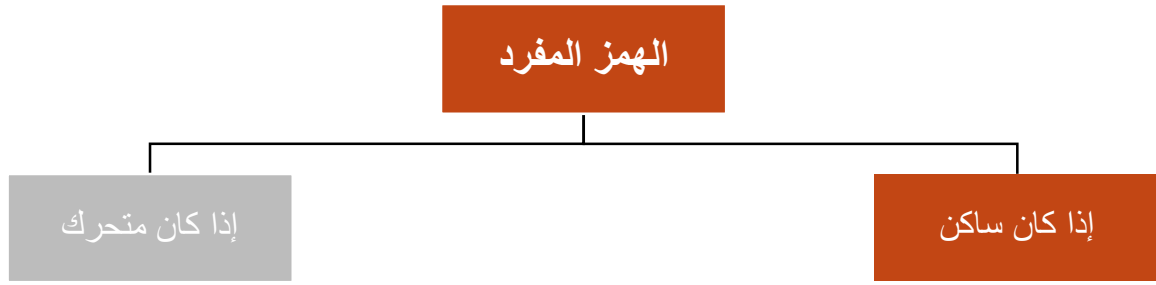 الهمز المفرد
إذا كان ساكن
إذا كان متحرك